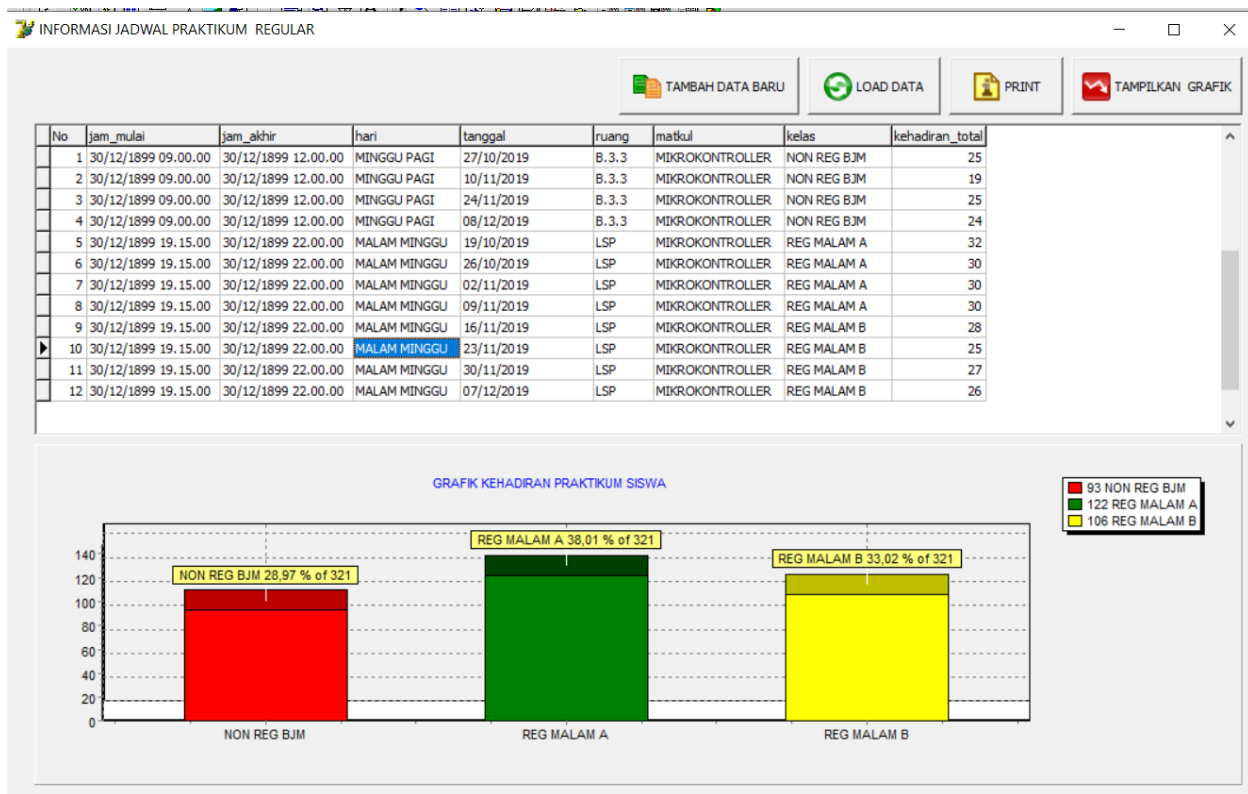 INFORMASI JADWAL PRAKTIKUM  REGULAR
TAMBAH DATA BARU LOAD DATA PRINT TAMPILKAN GRAFIK
No jam_mulai jam_akhir hari tanggal ruang matkul kelas kehadiran_total
1 30/12/1899 09.00.00 30/12/1899 12.00.00 MINGGU PAGI 27/10/2019 B.3.3 MIKROKONTROLLER NON REG BJM 25
2 30/12/1899 09.00.00 30/12/1899 12.00.00 MINGGU PAGI 10/11/2019 B.3.3 MIKROKONTROLLER NON REG BJM 19
3 30/12/1899 09.00.00 30/12/1899 12.00.00 MINGGU PAGI 24/11/2019 B.3.3 MIKROKONTROLLER NON REG BJM 25
4 30/12/1899 09.00.00 30/12/1899 12.00.00 MINGGU PAGI 08/12/2019 B.3.3 MIKROKONTROLLER NON REG BJM 24
5 30/12/1899 19.15.00 30/12/1899 22.00.00 MALAM MINGGU 19/10/2019 LSP MIKROKONTROLLER REG MALAM A 32
6 30/12/1899 19.15.00 30/12/1899 22.00.00 MALAM MINGGU 26/10/2019 LSP MIKROKONTROLLER REG MALAM A 30
7 30/12/1899 19.15.00 30/12/1899 22.00.00 MALAM MINGGU 02/11/2019 LSP MIKROKONTROLLER REG MALAM A 30
8 30/12/1899 19.15.00 30/12/1899 22.00.00 MALAM MINGGU 09/11/2019 LSP MIKROKONTROLLER REG MALAM A 30
9 30/12/1899 19.15.00 30/12/1899 22.00.00 MALAM MINGGU 16/11/2019 LSP MIKROKONTROLLER REG MALAM B 28
10 30/12/1899 19.15.00 30/12/1899 22.00.00 MALAM MINGGU 23/11/2019 LSP MIKROKONTROLLER REG MALAM B 25
11 30/12/1899 19.15.00 30/12/1899 22.00.00 MALAM MINGGU 30/11/2019 LSP MIKROKONTROLLER REG MALAM B 27
12 30/12/1899 19.15.00 30/12/1899 22.00.00 MALAM MINGGU 07/12/2019 LSP MIKROKONTROLLER REG MALAM B 26
GRAFIK KEHADIRAN PRAKTIKUM SISWA
93 NON REG BJM
122 REG MALAM A
106 REG MALAM B
REG MALAM A 38,01 % of 321
REG MALAM B 33,02 % of 321
NON REG BJM 28,97 % of 321
140
120
100
80
60
40
20
0
NON REG BJM REG MALAM A REG MALAM B